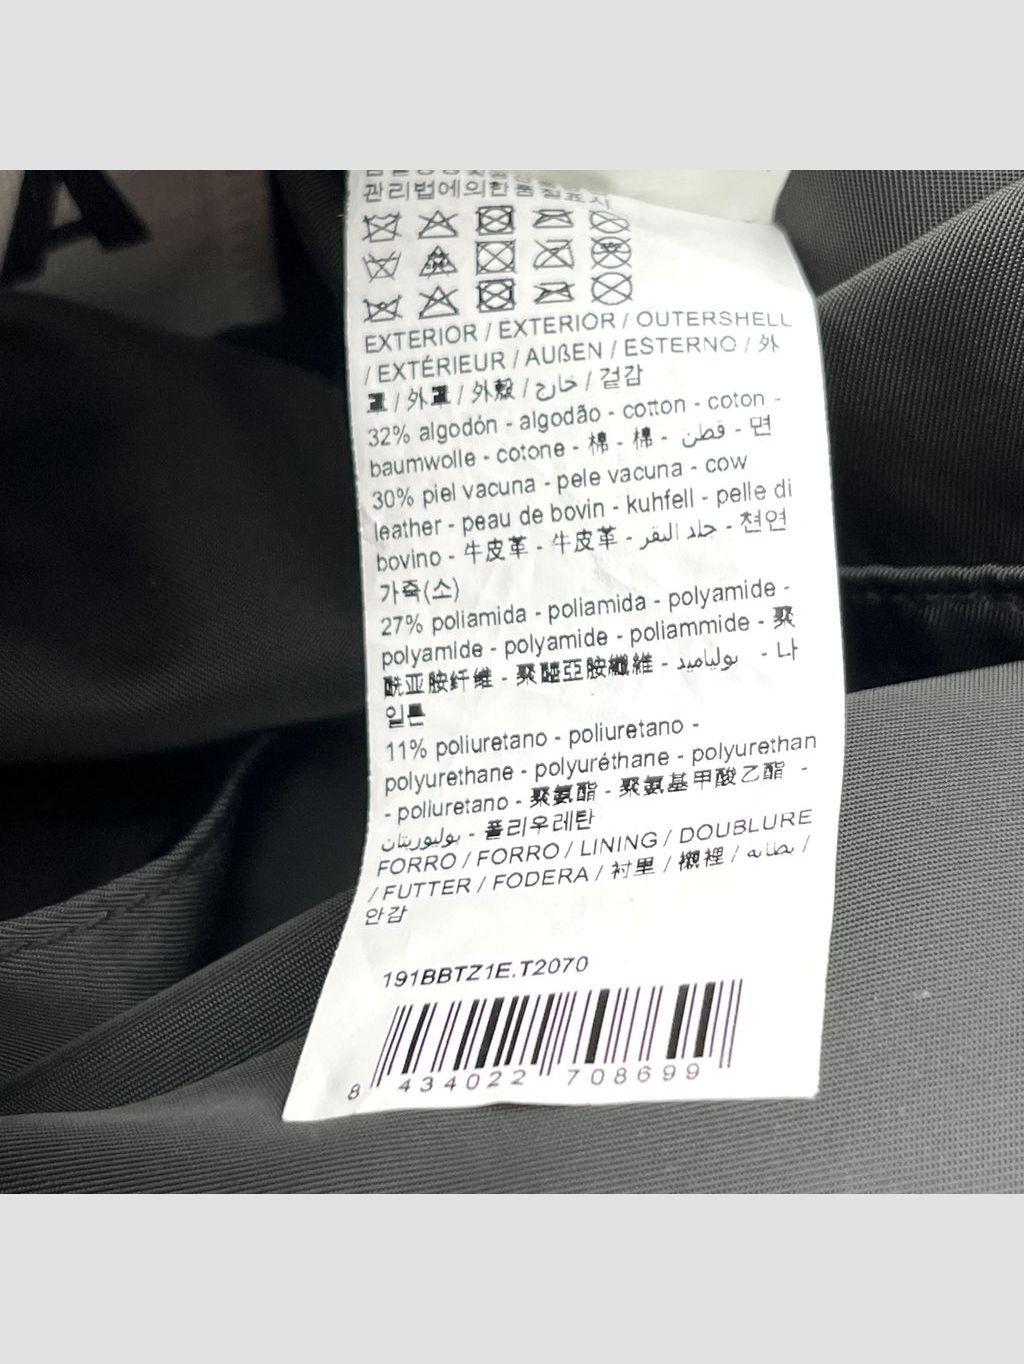 A
관리법에의한품질표시
EXTERIOR / EXTERIOR / OUTERSHELL
/ EXTÉRIEUR / AUßEN / ESTERNO / 外
罩 / 外罩 / 外殼 / خارج / 겉감
32% algodón - algodão - cotton - coton -
baumwolle - cotone - 棉 - 棉 - قطن - 면
30% piel vacuna - pele vacuna - cow
leather - peau de bovin - kuhfell - pelle di
bovino - 牛皮革 - 牛皮革 - جلد البقر - 천연
가죽(소)
27% poliamida - poliamida - polyamide -
polyamide - polyamide - poliammide - 聚
酰亚胺纤维 - 聚醯亞胺纖維 - بولياميد - 나
일론
11% poliuretano - poliuretano -
polyurethane - polyuréthane - polyurethan
- poliuretano - 聚氨酯 - 聚氨基甲酸乙酯 -
بوليوريتان - 폴리우레탄
FORRO / FORRO / LINING / DOUBLURE
/ FUTTER / FODERA / 衬里 / 襯裡 / بطانه /
안감
191BBTZ1E.T2070
8 434022 708699